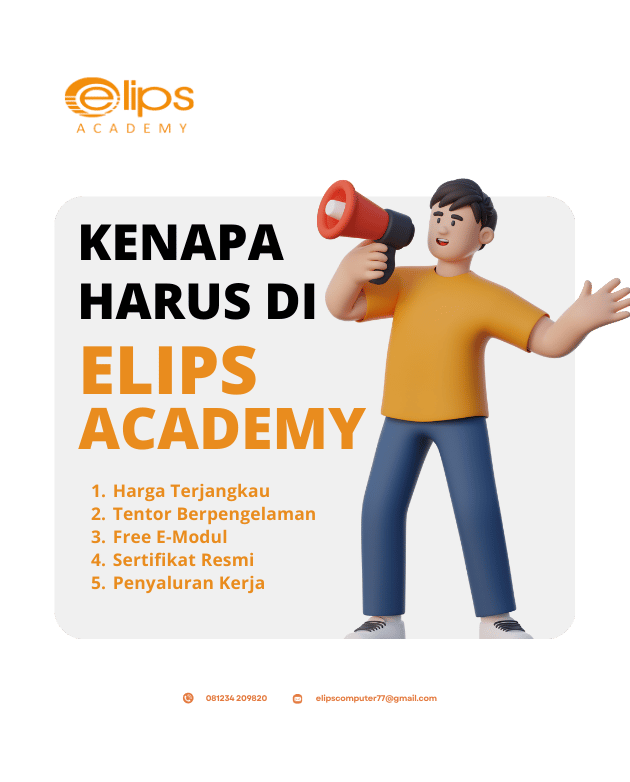 elips
ACADEMY
KENAPA
HARUS DI
ELIPS
ACADEMY
1. Harga Terjangkau
2. Tentor Berpengelaman
3. Free E-Modul
4. Sertifikat Resmi
5. Penyaluran Kerja
081234 209820 elipscomputer77@gmail.com